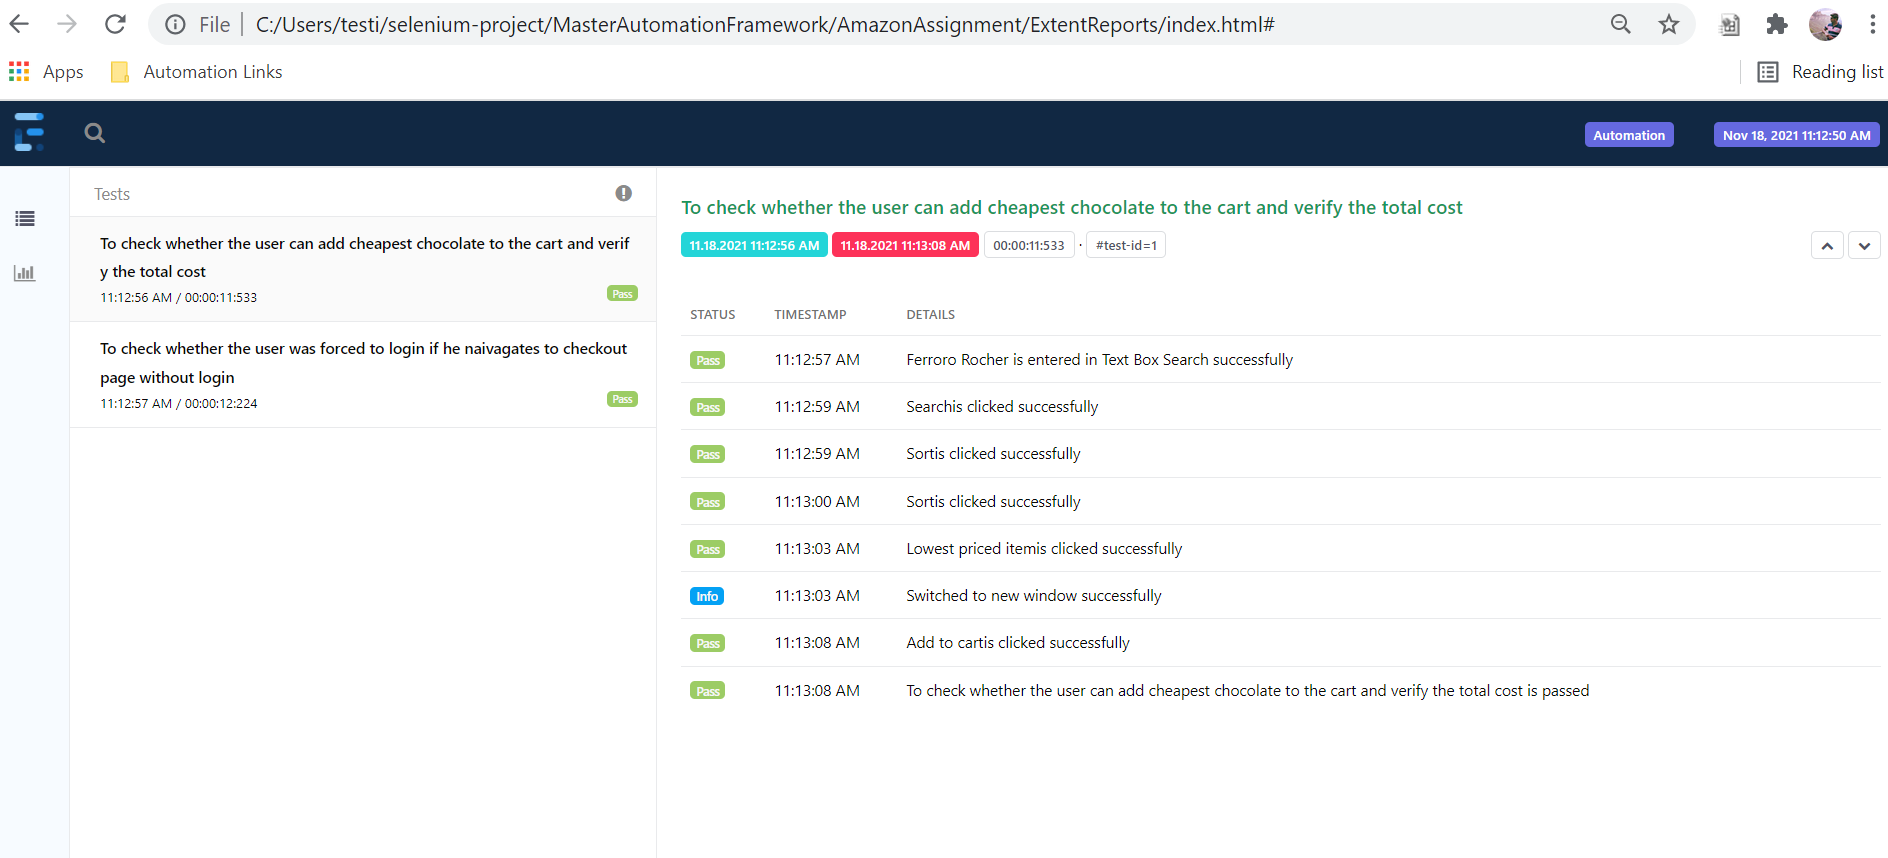 File C:/Users/testi/selenium-project/MasterAutomationFramework/AmazonAssignment/ExtentReports/index.html#
Apps Automation Links Reading list
Automation Nov 18, 2021 11:12:50 AM
Tests
To check whether the user can add cheapest chocolate to the cart and verif
y the total cost
11:12:56 AM / 00:00:11:533 Pass
To check whether the user was forced to login if he naivagates to checkout
page without login
11:12:57 AM / 00:00:12:224 Pass
To check whether the user can add cheapest chocolate to the cart and verify the total cost
11.18.2021 11:12:56 AM 11.18.2021 11:13:08 AM 00:00:11:533 · #test-id=1
STATUS TIMESTAMP DETAILS
Pass 11:12:57 AM Ferroro Rocher is entered in Text Box Search successfully
Pass 11:12:59 AM Searchis clicked successfully
Pass 11:12:59 AM Sortis clicked successfully
Pass 11:13:00 AM Sortis clicked successfully
Pass 11:13:03 AM Lowest priced itemis clicked successfully
Info 11:13:03 AM Switched to new window successfully
Pass 11:13:08 AM Add to cartis clicked successfully
Pass 11:13:08 AM To check whether the user can add cheapest chocolate to the cart and verify the total cost is passed